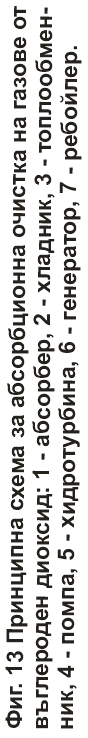 Фиг. 13 Принципна схема за абсорбционна очистка на газове от
въглероден диоксид: 1 - абсорбер, 2 - хладник, 3 - топлообмен-
ник, 4 - помпа, 5 - хидротурбина, 6 - генератор, 7 - ребойлер.